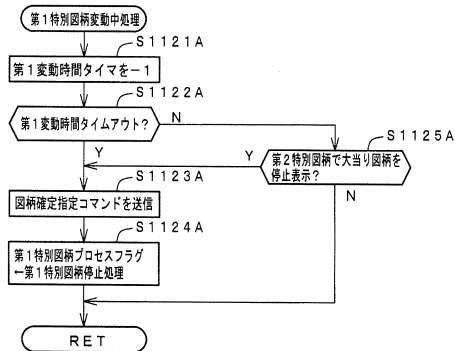 第１特別図柄変動中処理
Ｓ１１２１Ａ
第１変動時間タイマを－１
Ｓ１１２２Ａ
第１変動時間タイムアウト？
Ｎ
Ｙ
Ｓ１１２５Ａ
第２特別図柄で大当り図柄を
停止表示？
Ｙ
Ｎ
Ｓ１１２３Ａ
図柄確定指定コマンドを送信
Ｓ１１２４Ａ
第１特別図柄プロセスフラグ
←第１特別図柄停止処理
ＲＥＴ